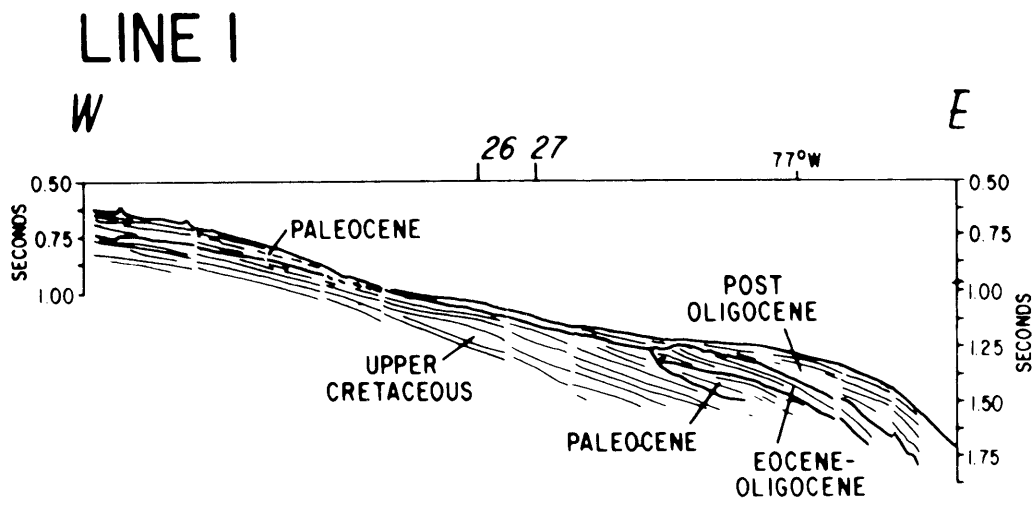 LINE I
W
E
26 27
77°W
0.50
0.75
1.00
SECONDS
0.50
0.75
1.00
1.25
1.50
1.75
SECONDS
PALEOCENE
POST
OLIGOCENE
UPPER
CRETACEOUS
PALEOCENE
EOCENE-
OLIGOCENE